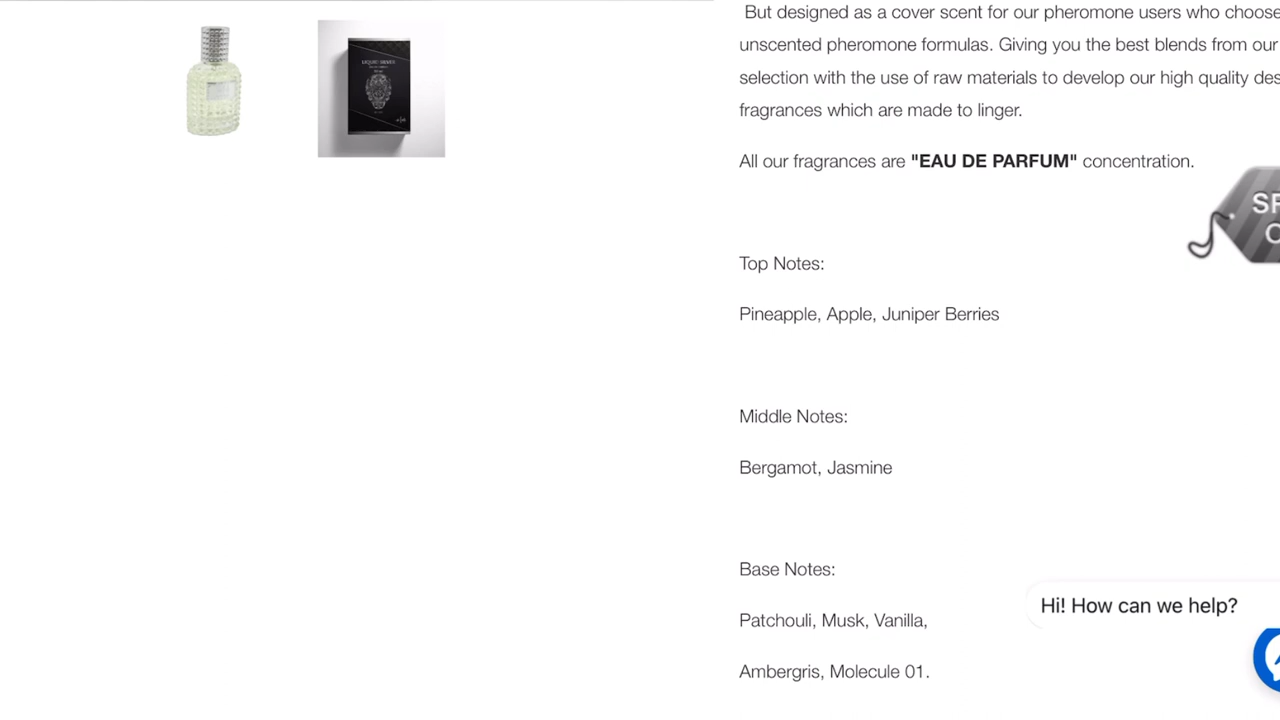 But designed as a cover scent for our pheromone users who choose
unscented pheromone formulas. Giving you the best blends from our
selection with the use of raw materials to develop our high quality
fragrances which are made to linger.
All our fragrances are "EAU DE PARFUM" concentration.
Top Notes:
Pineapple, Apple, Juniper Berries
Middle Notes:
Bergamot, Jasmine
Base Notes:
Patchouli, Musk, Vanilla,
Ambergris, Molecule 01.
Hi! How can we help?